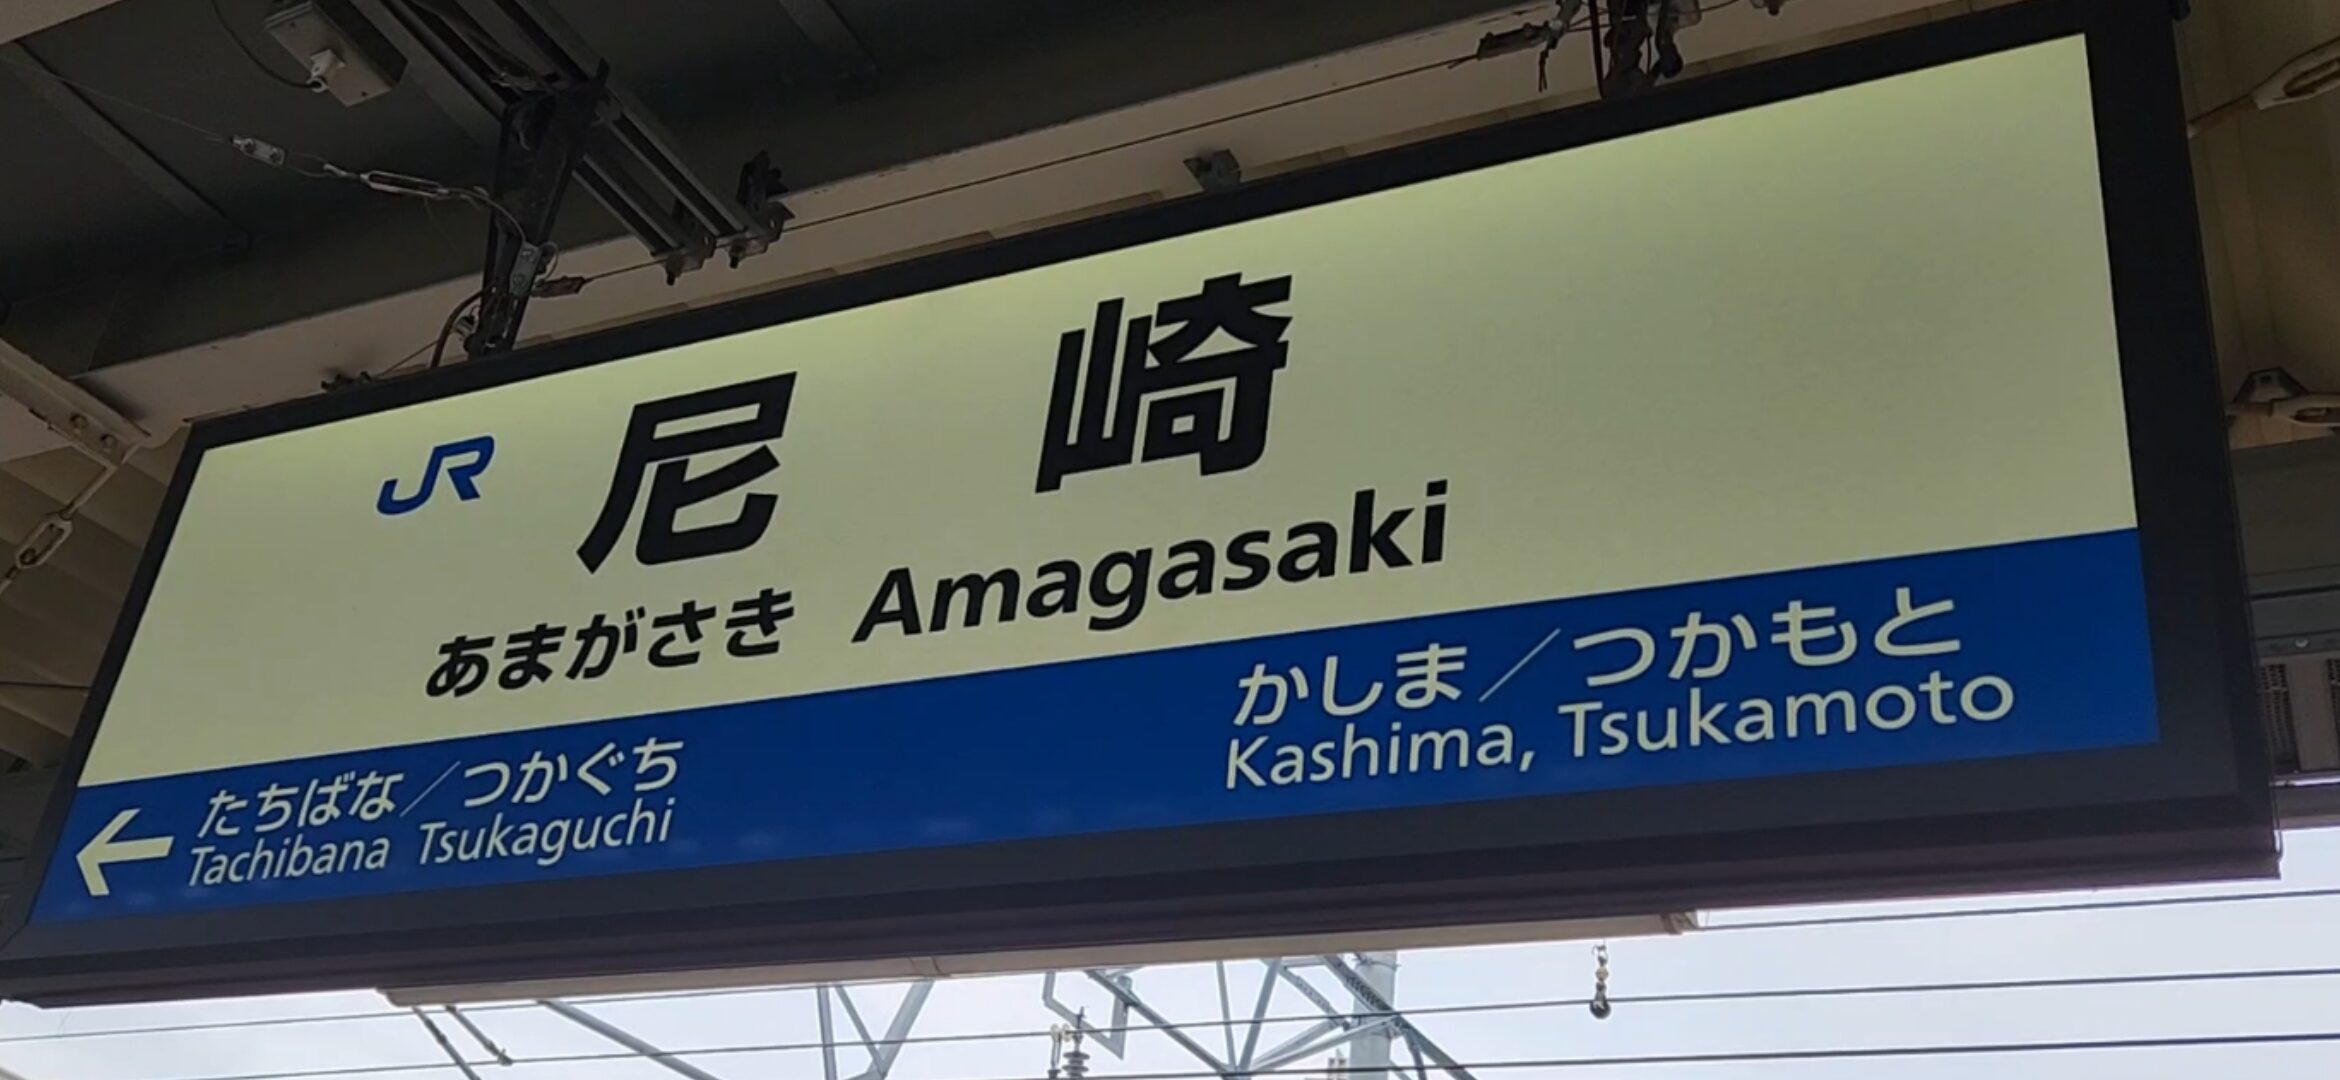 JR 尼崎
あまがさき Amagasaki
たちばな／つかぐち
Tachibana Tsukaguchi
かしま／つかもと
Kashima, Tsukamoto